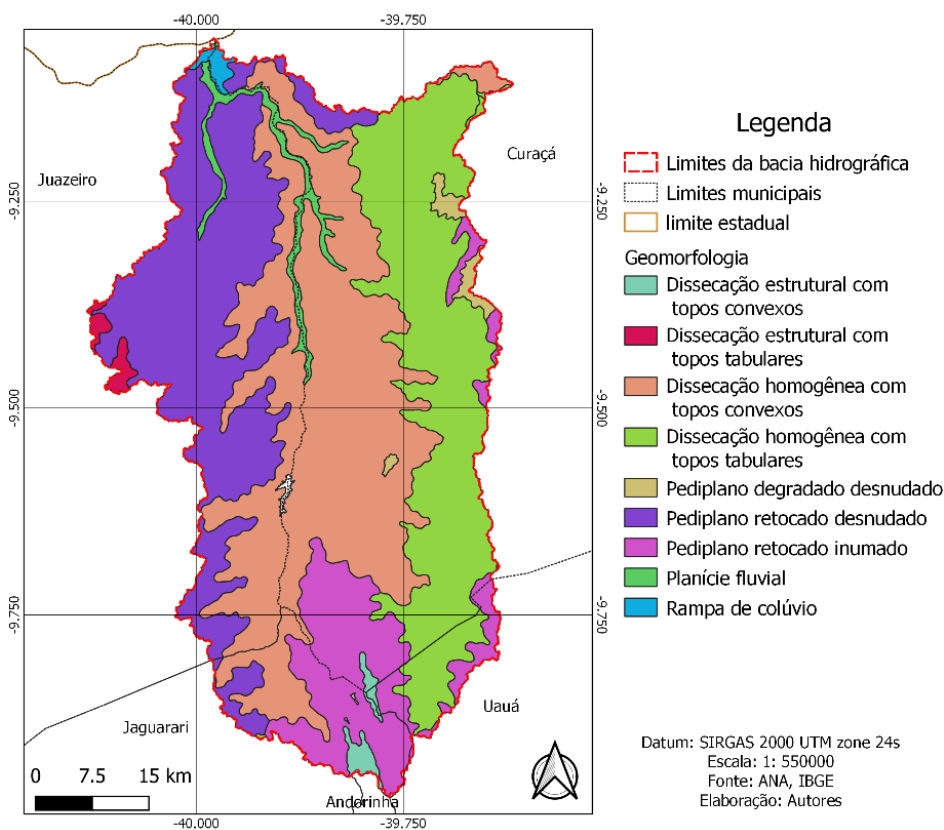 -40.000
-39.750
Juazeiro
Curaçá
-9.250
-9.250
-9.500
-9.500
-9.750
-9.750
Jaguarari
Uauá
Andorinha
0 7.5 15 km
-40.000
-39.750
Legenda
Limites da bacia hidrográfica
Limites municipais
limite estadual
Geomorfologia
Dissecação estrutural com
topos convexos
Dissecação estrutural com
topos tabulares
Dissecação homogênea com
topos convexos
Dissecação homogênea com
topos tabulares
Pediplano degradado desnudado
Pediplano retocado desnudado
Pediplano retocado inumado
Planície fluvial
Rampa de colúvio
Datum: SIRGAS 2000 UTM zone 24s
Escala: 1: 550000
Fonte: ANA, IBGE
Elaboração: Autores